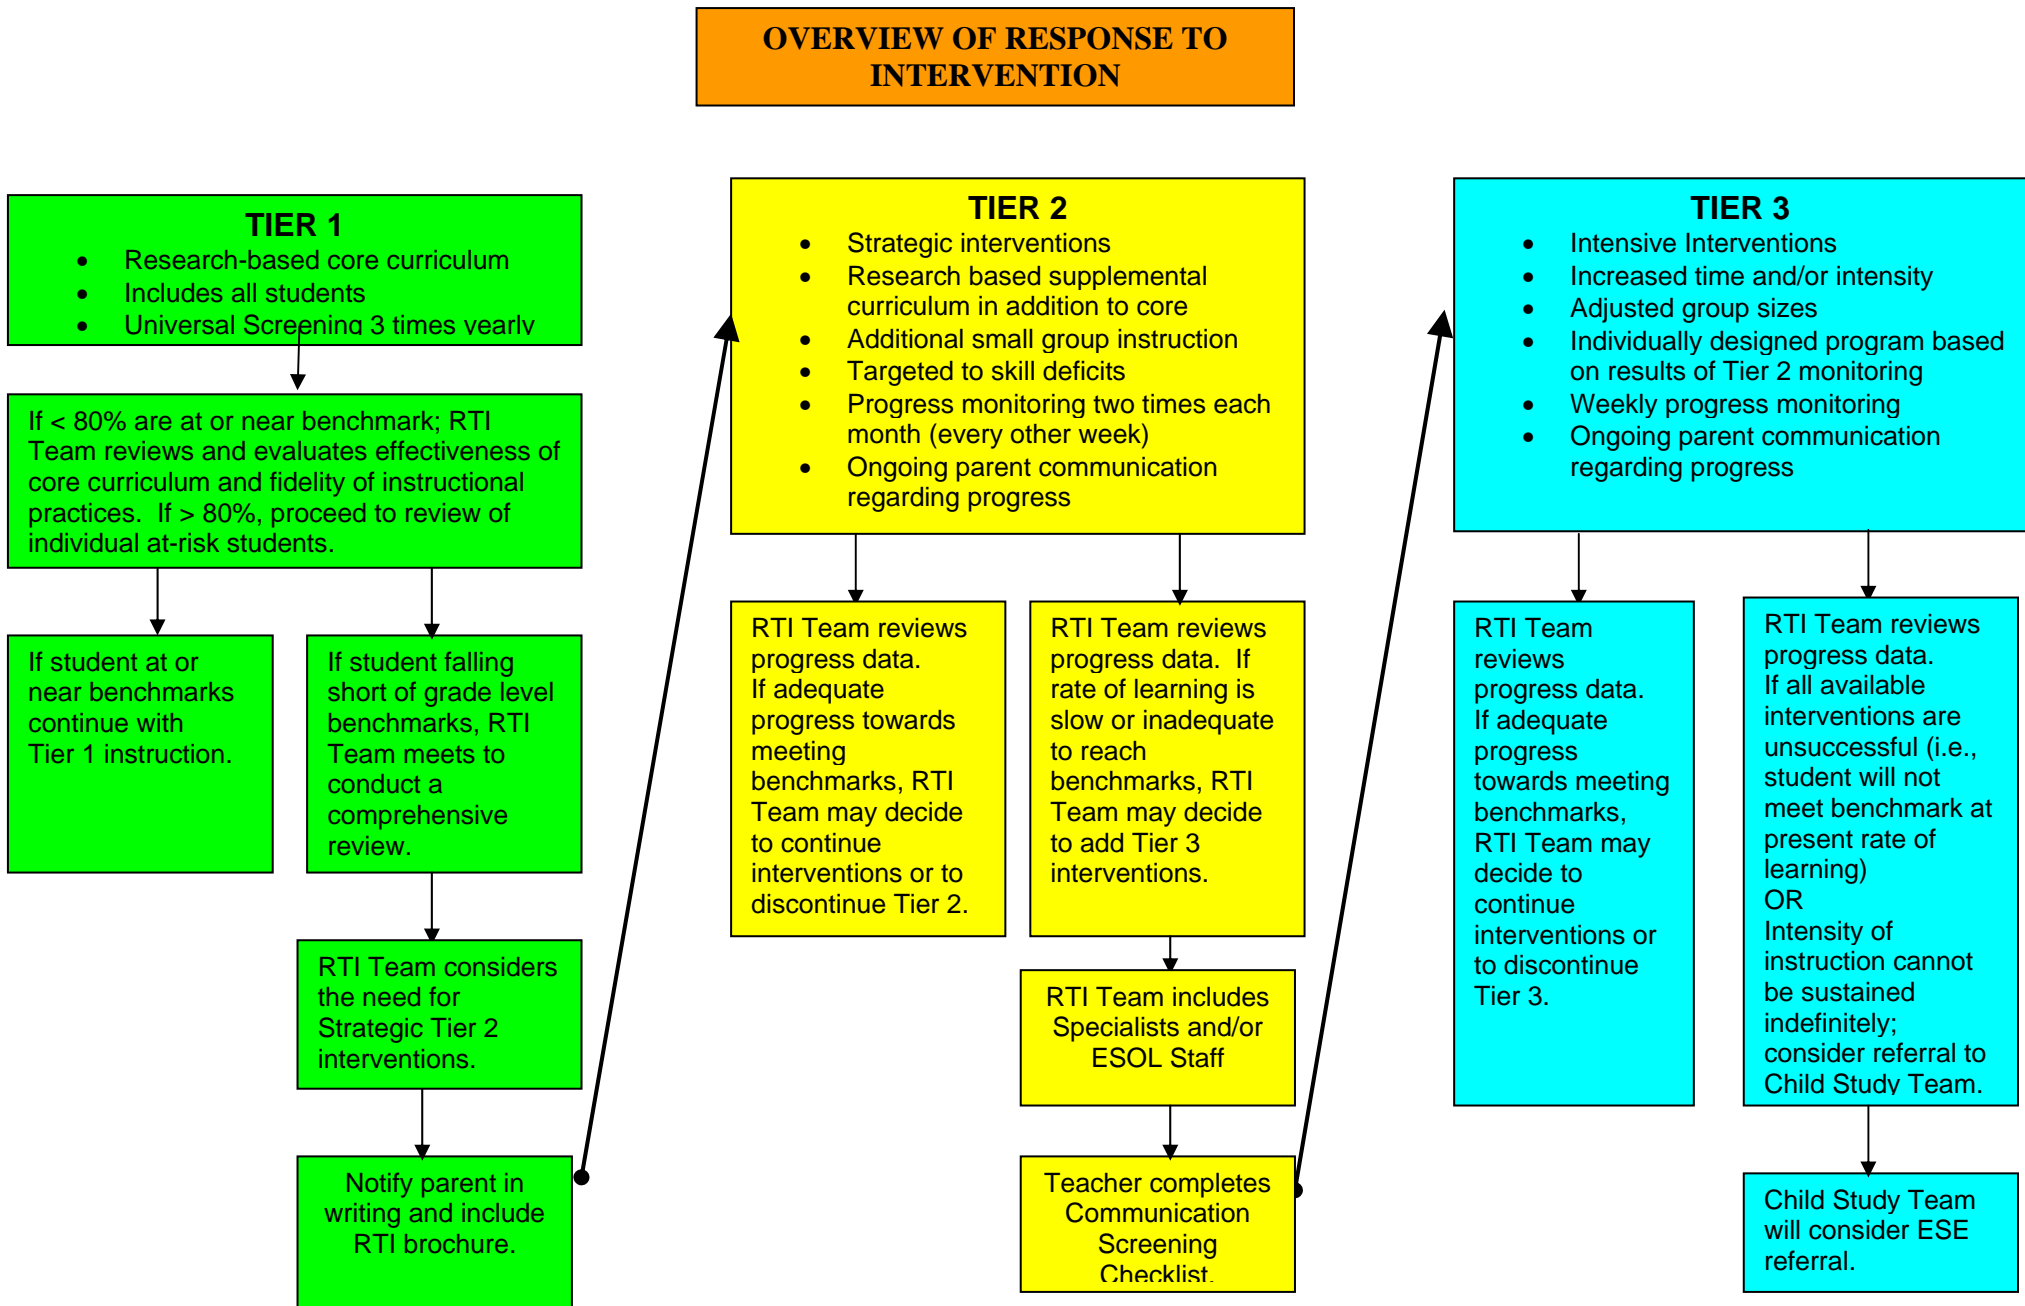 OVERVIEW OF RESPONSE TO
INTERVENTION
TIER 1
• Research-based core curriculum
• Includes all students
• Universal Screening 3 times yearly
If < 80% are at or near benchmark; RTI
Team reviews and evaluates effectiveness of
core curriculum and fidelity of instructional
practices.  If > 80%, proceed to review of
individual at-risk students.
If student at or
near benchmarks
continue with
Tier 1 instruction.
If student falling
short of grade level
benchmarks, RTI
Team meets to
conduct a
comprehensive
review.
RTI Team considers
the need for
Strategic Tier 2
interventions.
Notify parent in
writing and include
RTI brochure.
TIER 2
• Strategic interventions
• Research based supplemental
curriculum in addition to core
• Additional small group instruction
• Targeted to skill deficits
• Progress monitoring two times each
month (every other week)
• Ongoing parent communication
regarding progress
RTI Team reviews
progress data.
If adequate
progress towards
meeting
benchmarks, RTI
Team may decide
to continue
interventions or to
discontinue Tier 2.
RTI Team reviews
progress data.  If
rate of learning is
slow or inadequate
to reach
benchmarks, RTI
Team may decide
to add Tier 3
interventions.
RTI Team includes
Specialists and/or
ESOL Staff
Teacher completes
Communication
Screening
Checklist.
TIER 3
• Intensive Interventions
• Increased time and/or intensity
• Adjusted group sizes
• Individually designed program based
on results of Tier 2 monitoring
• Weekly progress monitoring
• Ongoing parent communication
regarding progress
RTI Team
reviews
progress data.
If adequate
progress
towards meeting
benchmarks,
RTI Team may
decide to
continue
interventions or
to discontinue
Tier 3.
RTI Team reviews
progress data.
If all available
interventions are
unsuccessful (i.e.,
student will not
meet benchmark at
present rate of
learning)
OR
Intensity of
instruction cannot
be sustained
indefinitely;
consider referral to
Child Study Team.
Child Study Team
will consider ESE
referral.